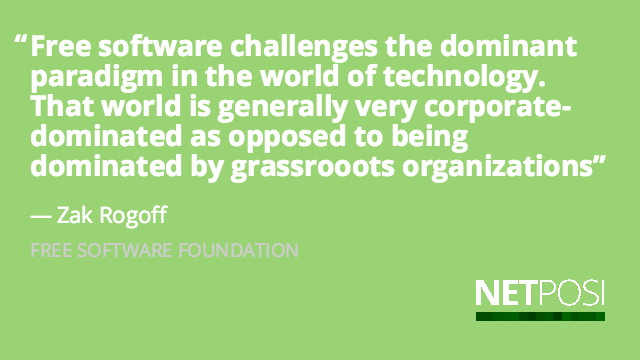 “Free software challenges the dominant
paradigm in the world of technology.
That world is generally very corporate-
dominated as opposed to being
dominated by grassrooots organizations”
— Zak Rogoff
FREE SOFTWARE FOUNDATION
NETPOSI